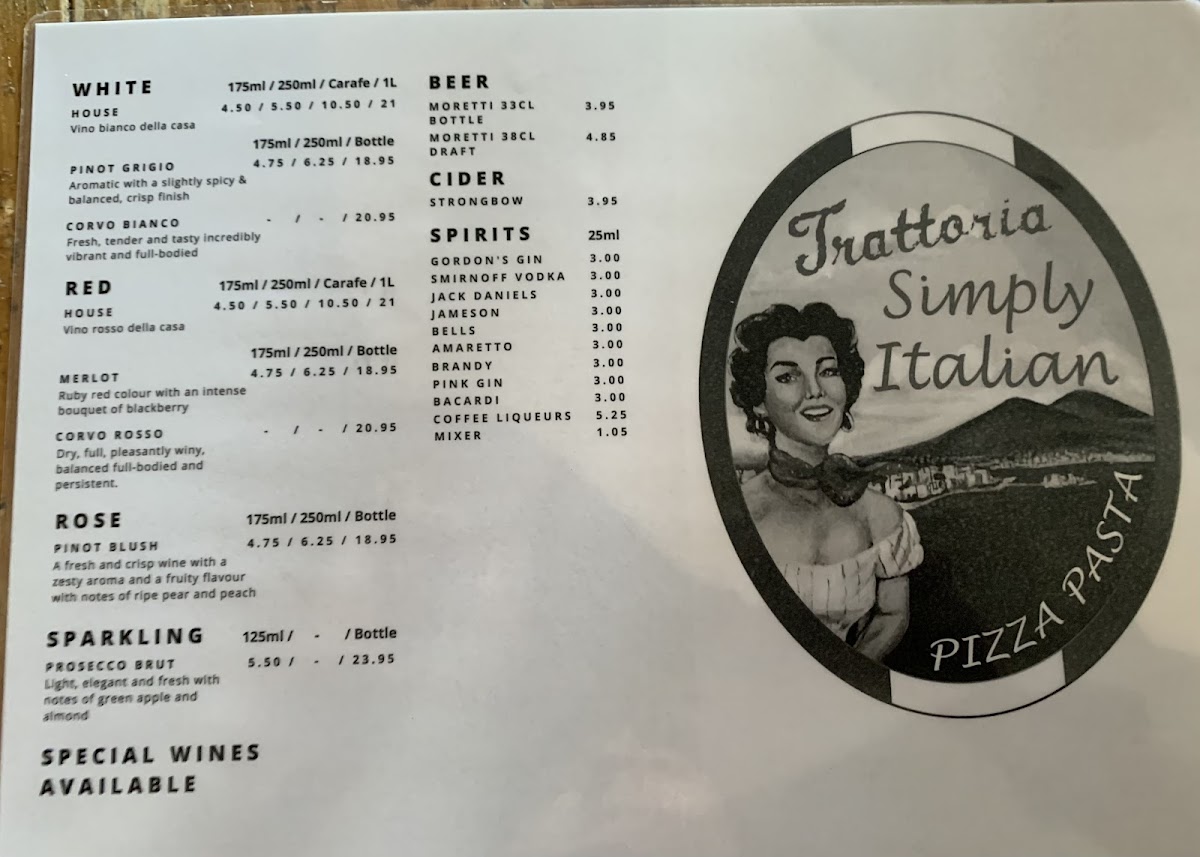 WHITE 175ml / 250ml / Carafe / 1L
HOUSE 4.50 / 5.50 / 10.50 / 21
Vino bianco della casa
175ml / 250ml / Bottle
PINOT GRIGIO 4.75 / 6.25 / 18.95
Aromatic with a slightly spicy &
balanced, crisp finish
CORVO BIANCO - / - / 20.95
Fresh, tender and tasty incredibly
vibrant and full-bodied
RED 175ml / 250ml / Carafe / 1L
HOUSE 4.50 / 5.50 / 10.50 / 21
Vino rosso della casa
175ml / 250ml / Bottle
MERLOT 4.75 / 6.25 / 18.95
Ruby red colour with an intense
bouquet of blackberry
CORVO ROSSO - / - / 20.95
Dry, full, pleasantly winy,
balanced full-bodied and
persistent.
ROSE 175ml / 250ml / Bottle
PINOT BLUSH 4.75 / 6.25 / 18.95
A fresh and crisp wine with a
zesty aroma and a fruity flavour
with notes of ripe pear and peach
SPARKLING 125ml / - / Bottle
PROSECCO BRUT 5.50 / - / 23.95
Light, elegant and fresh with
notes of green apple and
almond
SPECIAL WINES
AVAILABLE
BEER
MORETTI 33CL 3.95
BOTTLE
MORETTI 38CL 4.85
DRAFT
CIDER
STRONGBOW 3.95
SPIRITS 25ml
GORDON'S GIN 3.00
SMIRNOFF VODKA 3.00
JACK DANIELS 3.00
JAMESON 3.00
BELLS 3.00
AMARETTO 3.00
BRANDY 3.00
PINK GIN 3.00
BACARDI 3.00
COFFEE LIQUEURS 5.25
MIXER 1.05
Trattoria
Simply
Italian
PIZZA PASTA